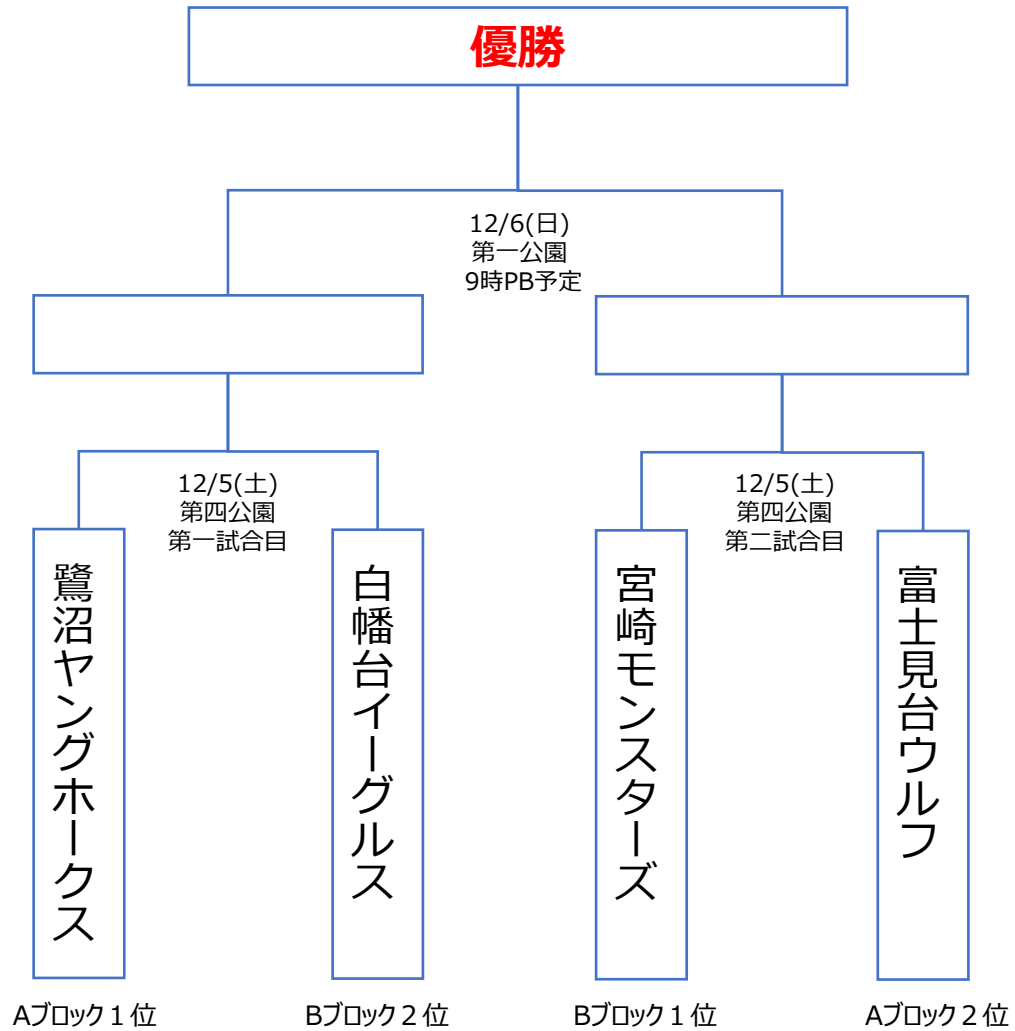 優勝
12/6(日)
第一公園
9時PB予定
12/5(土)
第四公園
第一試合目
12/5(土)
第四公園
第二試合目
鷺沼ヤングホークス
白幡台イーグルス
宮崎モンスターズ
富士見台ウルフ
Aブロック１位
Bブロック２位
Bブロック１位
Aブロック２位